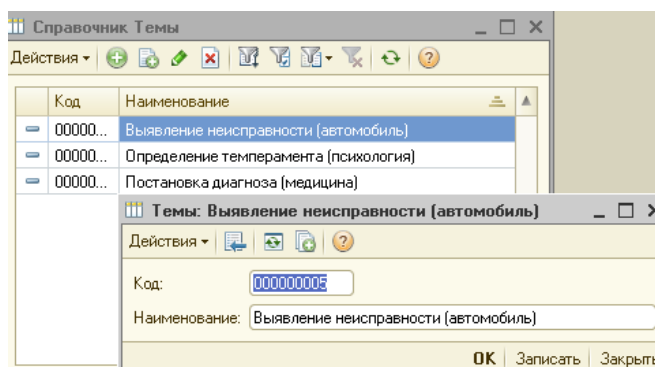 Справочник Темы
Действия
Код Наименование
00000... Выявление неисправности (автомобиль)
00000... Определение темперамента (психология)
00000... Постановка диагноза (медицина)
Темы: Выявление неисправности (автомобиль)
Действия
Код: 000000005
Наименование: Выявление неисправности (автомобиль)
OK Записать Закрыть